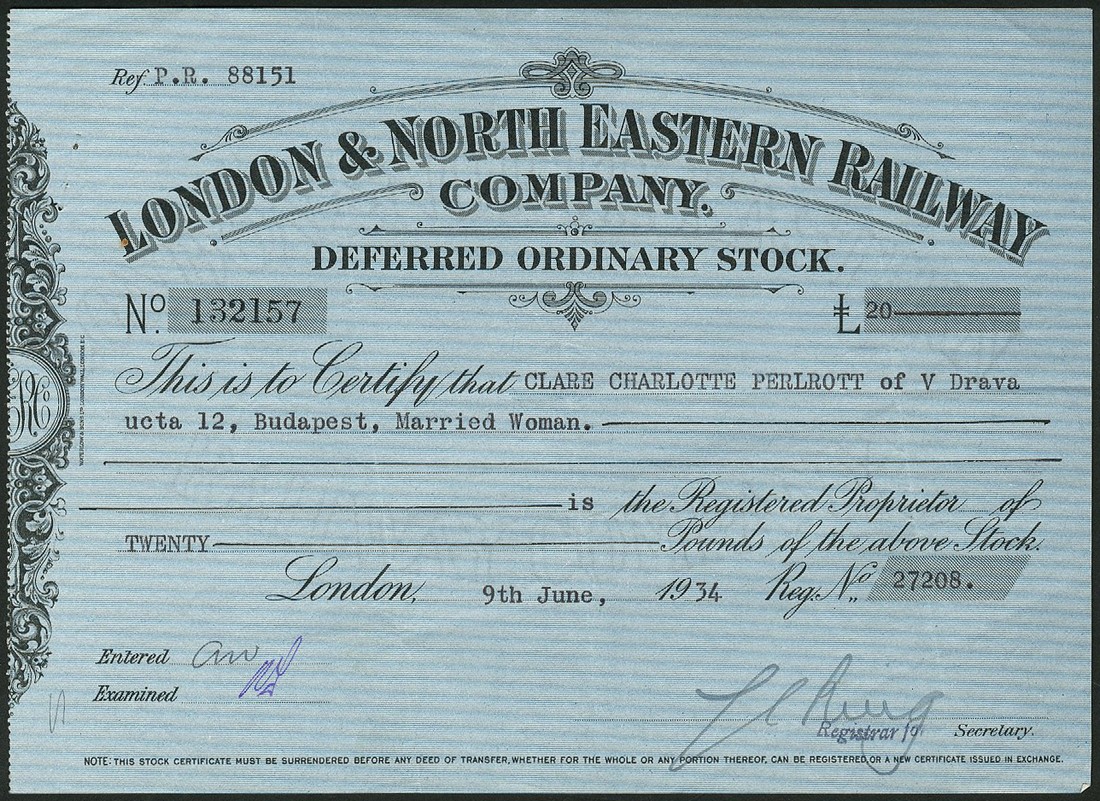 Ref. P.R. 88151
LONDON & NORTH EASTERN RAILWAY
COMPANY.
DEFERRED ORDINARY STOCK.
No. 132157 £ 20
This is to Certify that CLARE CHARLOTTE PERLROTT of V Drava
ucta 12, Budapest, Married Woman.
is the Registered Proprietor of
TWENTY Pounds of the above Stock.
London, 9th June, 1934 Reg. No. 27208.
Entered
Examined
Registrar Secretary.
NOTE: THIS STOCK CERTIFICATE MUST BE SURRENDERED BEFORE ANY DEED OF TRANSFER, WHETHER FOR THE WHOLE OR ANY PORTION THEREOF, CAN BE REGISTERED OR A NEW CERTIFICATE ISSUED IN EXCHANGE.